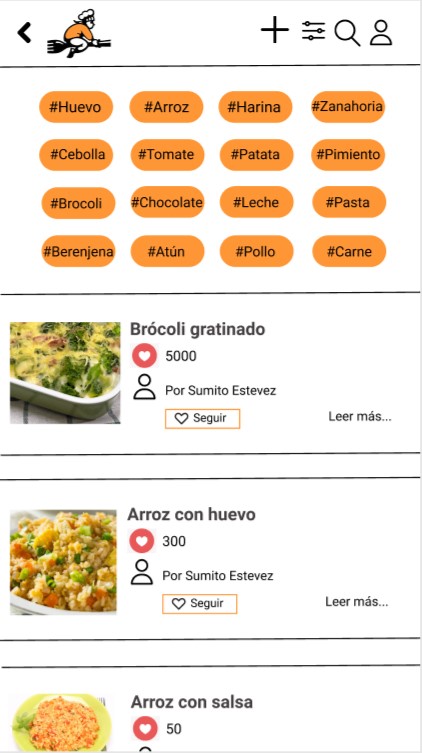 #Huevo #Arroz #Harina #Zanahoria
#Cebolla #Tomate #Patata #Pimiento
#Brocoli #Chocolate #Leche #Pasta
#Berenjena #Atún #Pollo #Carne
Brócoli gratinado
5000
Por Sumito Estevez
Seguir Leer más...
Arroz con huevo
300
Por Sumito Estevez
Seguir Leer más...
Arroz con salsa
50